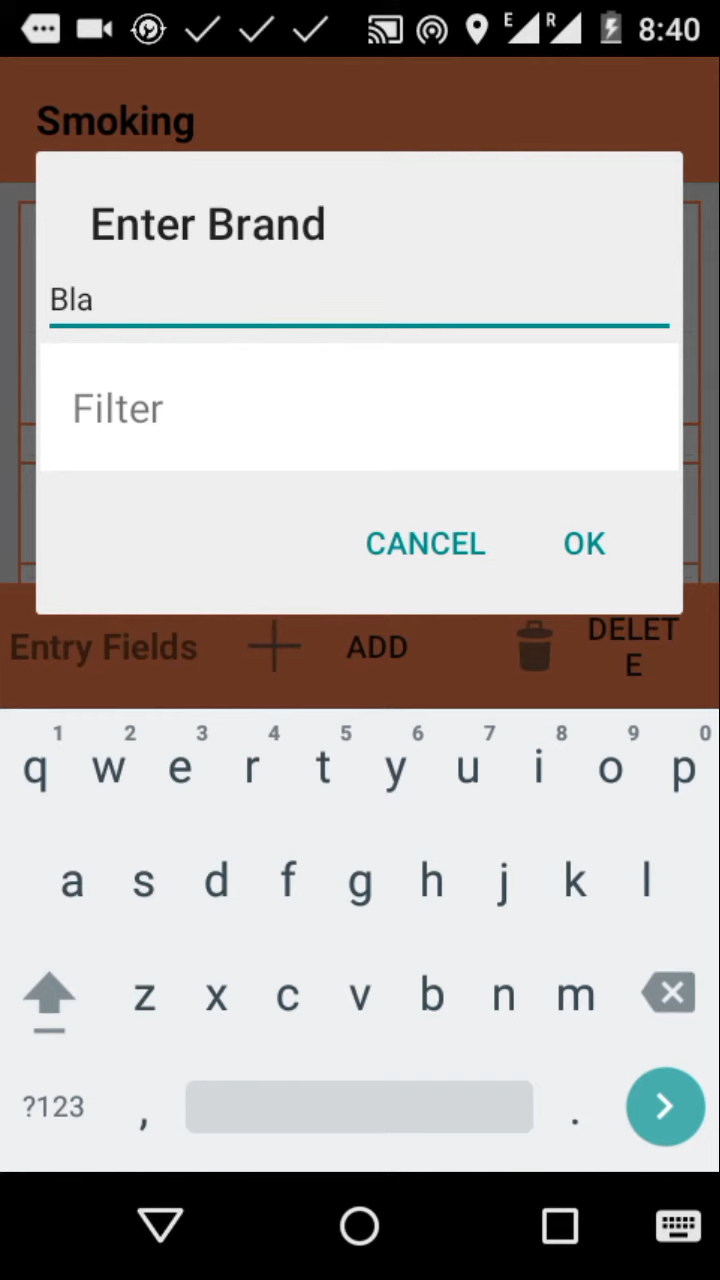 E R 8:40
Smoking
Enter Brand
Bla
Filter
CANCEL OK
Entry Fields ADD DELET
E
1 2 3 4 5 6 7 8 9 0
q w e r t y u i o p
a s d f g h j k l
z x c v b n m
?123 , .